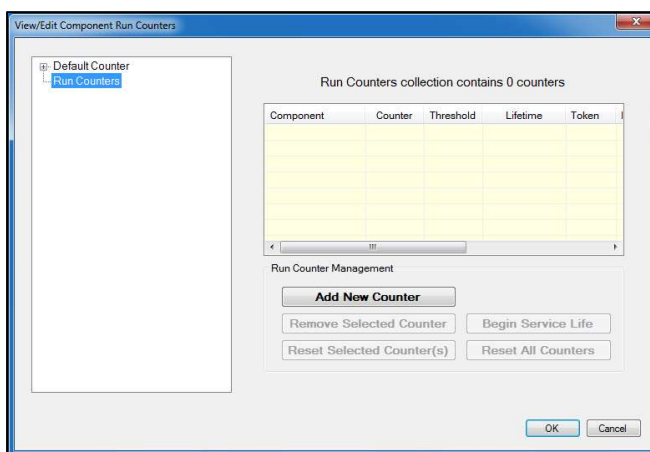 View/Edit Component Run Counters
Default Counter
Run Counters
Run Counters collection contains 0 counters
Component Counter Threshold Lifetime Token
Run Counter Management
Add New Counter
Remove Selected Counter Begin Service Life
Reset Selected Counter(s) Reset All Counters
OK Cancel